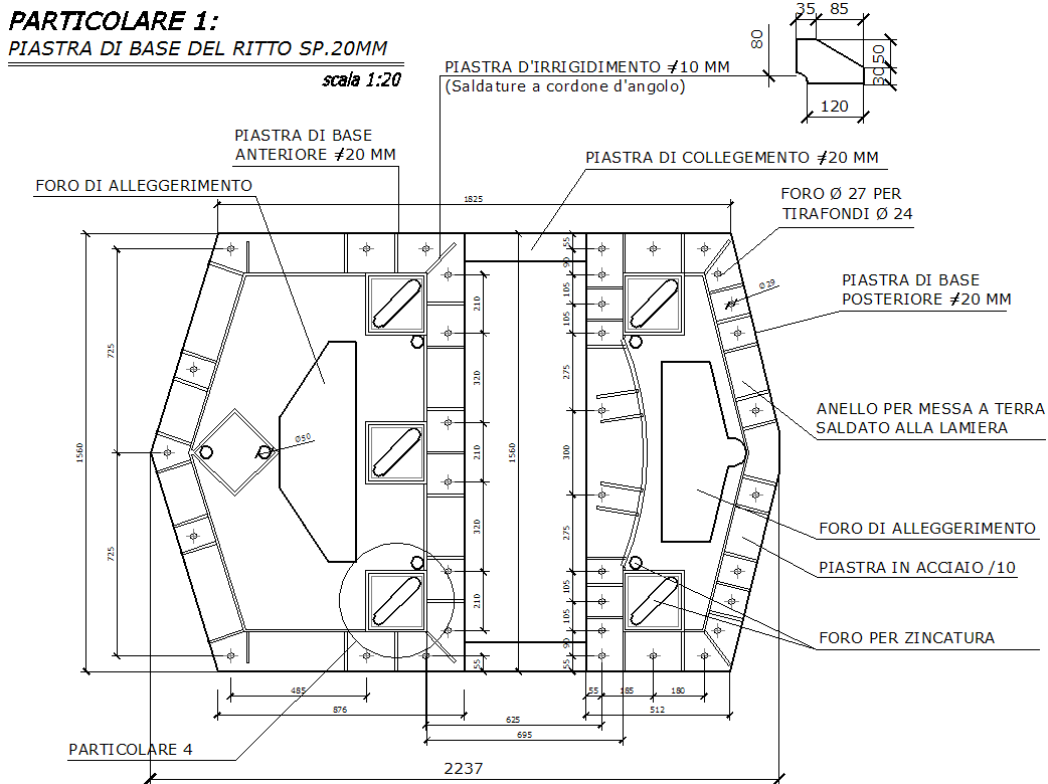 PARTICOLARE 1:
PIASTRA DI BASE DEL RITTO SP.20MM
scala 1:20
35 85
80
50
30
120
PIASTRA D'IRRIGIDIMENTO ≠10 MM
(Saldature a cordone d'angolo)
PIASTRA DI BASE
ANTERIORE ≠20 MM
PIASTRA DI COLLEGEMENTO ≠20 MM
FORO DI ALLEGGERIMENTO
FORO Ø 27 PER
TIRAFONDI Ø 24
1825
PIASTRA DI BASE
POSTERIORE ≠20 MM
Ø29
55
90
105
105
275
300
275
105
105
90
55
210
320
210
320
210
55
725
725
1560
1560
Ø50
ANELLO PER MESSA A TERRA
SALDATO ALLA LAMIERA
FORO DI ALLEGGERIMENTO
PIASTRA IN ACCIAIO /10
FORO PER ZINCATURA
485
55 185 180
876
512
625
695
PARTICOLARE 4
2237